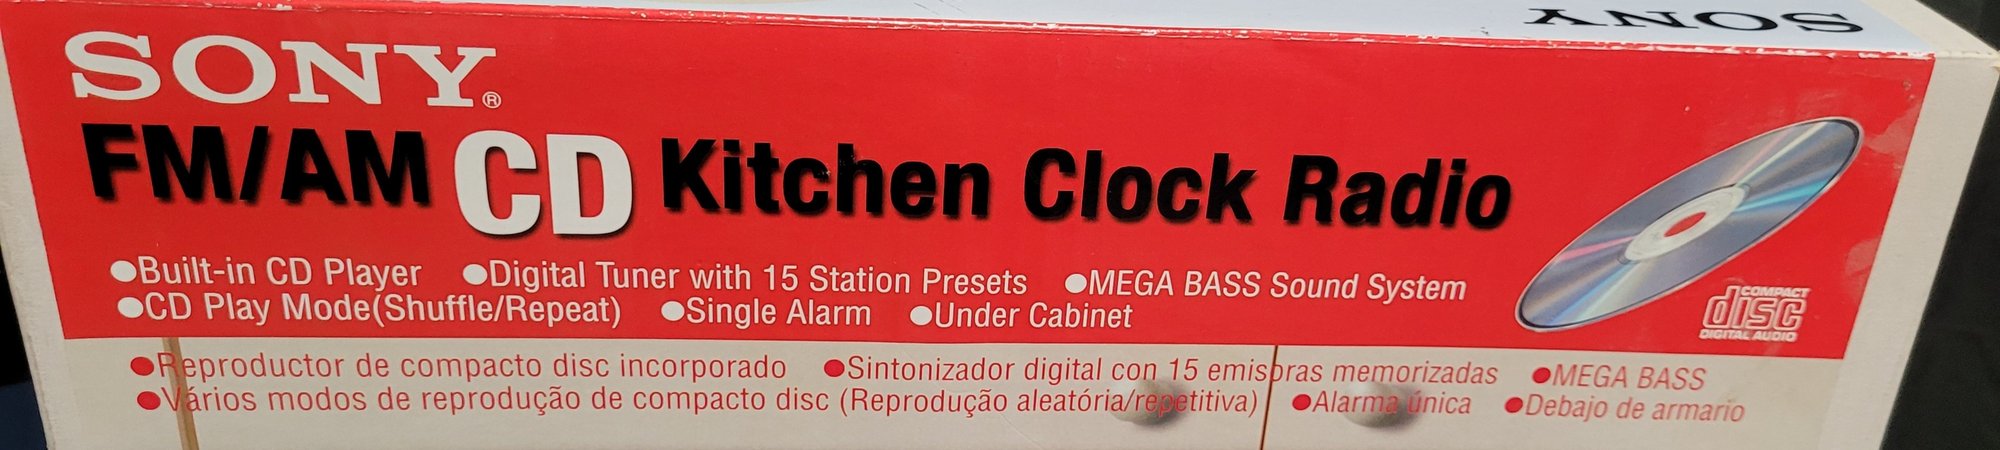 SONY
SONY®
FM/AM CD Kitchen Clock Radio
●Built-in CD Player ●Digital Tuner with 15 Station Presets ●MEGA BASS Sound System
●CD Play Mode(Shuffle/Repeat) ●Single Alarm ●Under Cabinet
COMPACT
disc
DIGITAL AUDIO
●Reproductor de compacto disc incorporado ●Sintonizador digital con 15 emisoras memorizadas ●MEGA BASS
●Vários modos de reprodução de compacto disc (Reprodução aleatória/repetitiva) ●Alarma única ●Debajo de armario